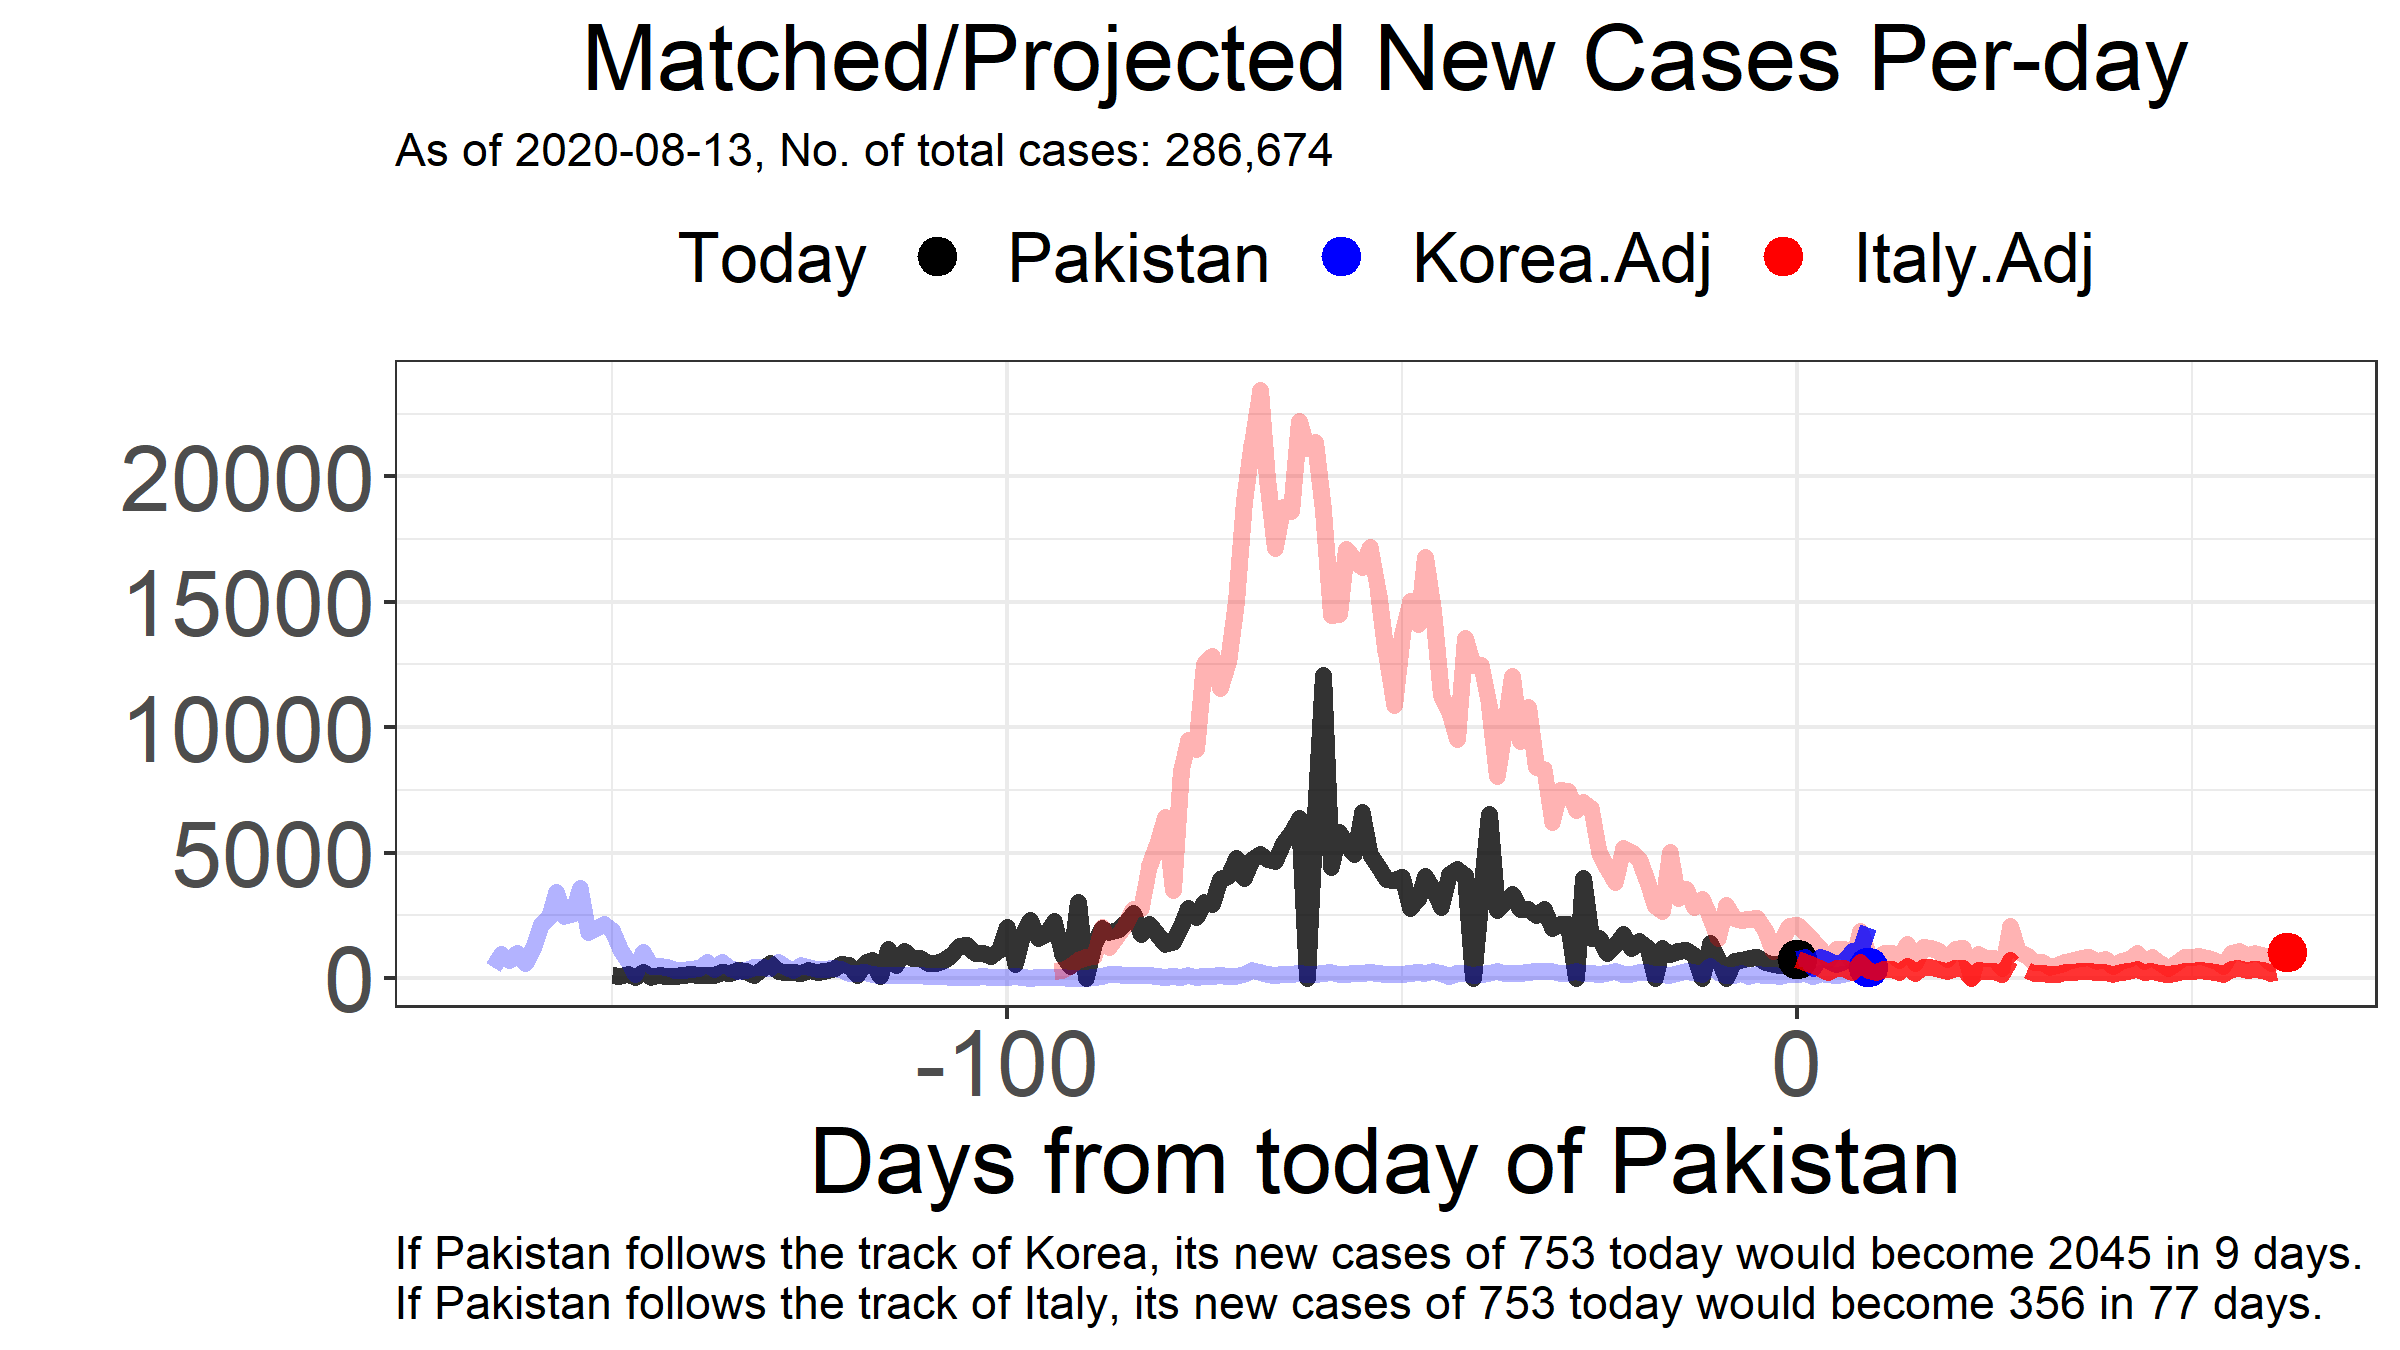 Matched/Projected New Cases Per-day
As of 2020-08-13, No. of total cases: 286,674
Today Pakistan Korea.Adj Italy.Adj
20000
15000
10000
5000
0
-100 0
Days from today of Pakistan
If Pakistan follows the track of Korea, its new cases of 753 today would become 2045 in 9 days.
If Pakistan follows the track of Italy, its new cases of 753 today would become 356 in 77 days.